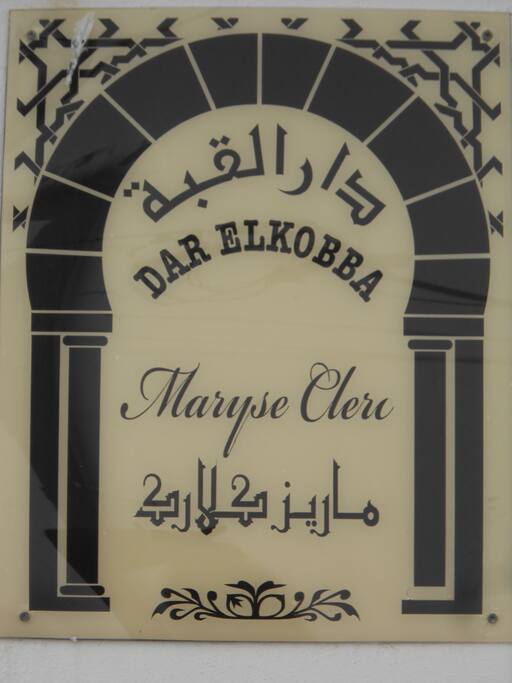 دار القبة
DAR ELKOBBA
Maryse Clerc
ماريز كلارك